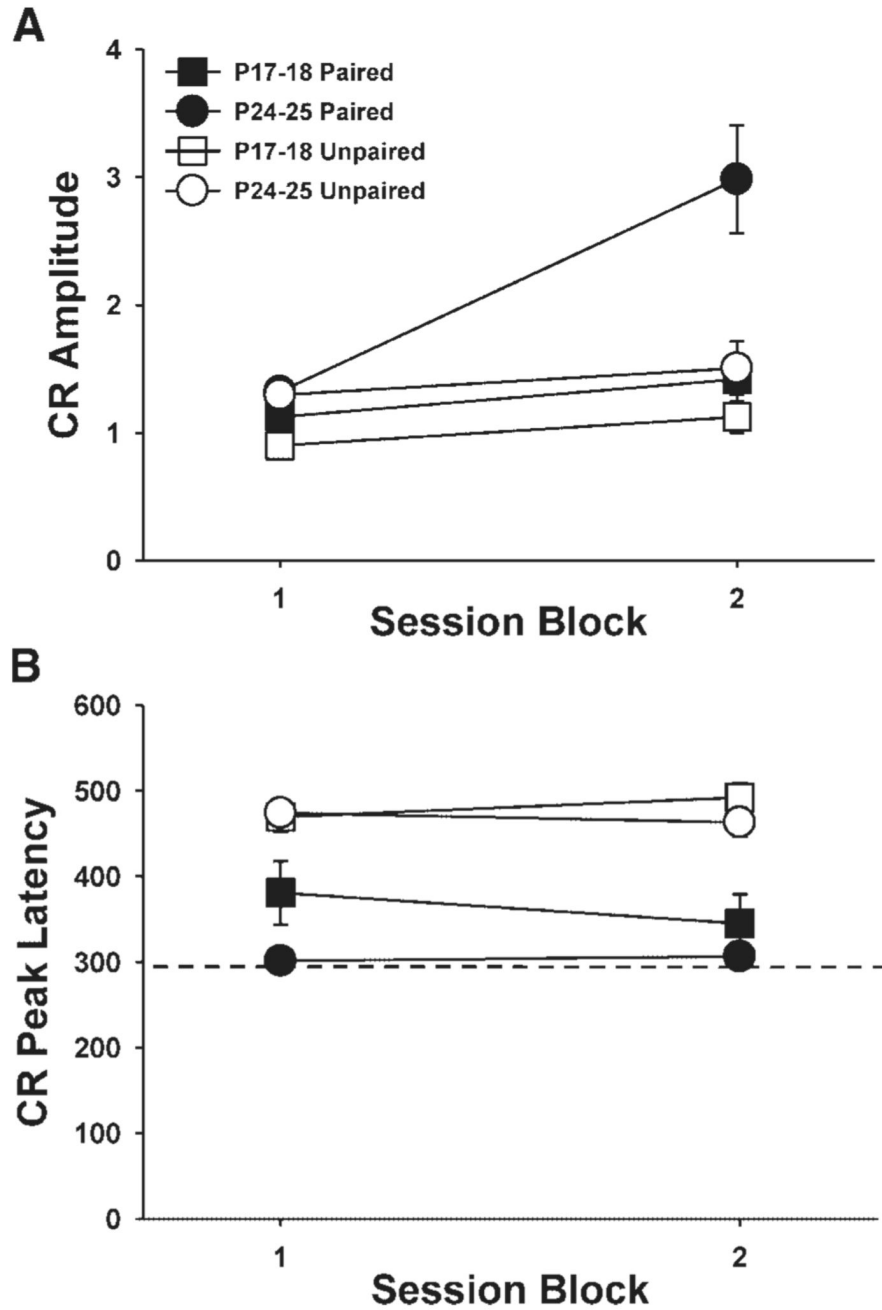 A
4
P17-18 Paired
P24-25 Paired
P17-18 Unpaired
P24-25 Unpaired
3
2
1
0
CR Amplitude
1
2
Session Block
B
600
500
400
300
200
100
0
CR Peak Latency
1
2
Session Block